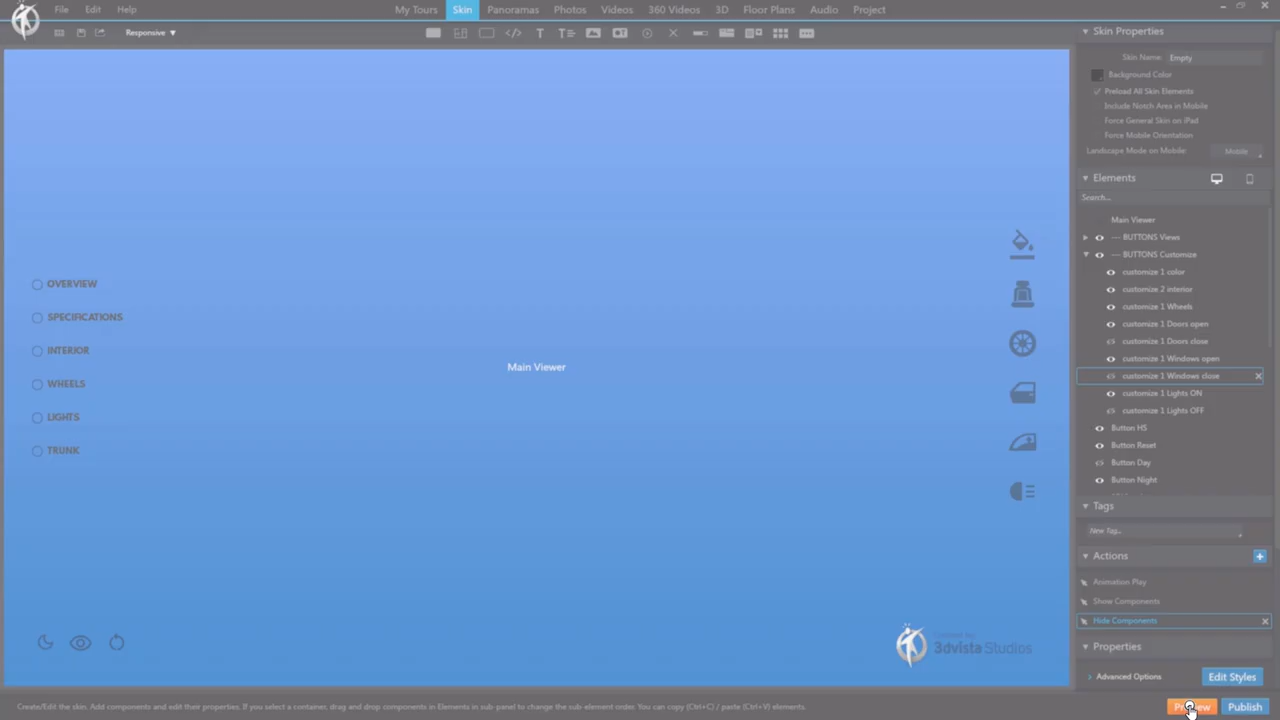 File Edit Help My Tours Skin Panoramas Photos Videos 360 Videos 3D Floor Plans Audio Project
Responsive
Skin Properties
Skin Name: Empty
Background Color
Preload All Skin Elements
Include Notch Area in Mobile
Force General Skin on iPad
Force Mobile Orientation
Landscape Mode on Mobile: Mobile
Elements
Search...
Main Viewer
--- BUTTONS Views
--- BUTTONS Customize
customize 1 color
customize 2 interior
customize 1 Wheels
customize 1 Doors open
customize 1 Doors close
customize 1 Windows open
customize 1 Windows close
customize 1 Lights ON
customize 1 Lights OFF
Button HS
Button Reset
Button Day
Button Night
Tags
New Tag...
Actions
Animation Play
Show Components
Hide Components
Properties
Advanced Options Edit Styles
OVERVIEW
SPECIFICATIONS
INTERIOR
WHEELS
LIGHTS
TRUNK
Main Viewer
Created by
3dvista Studios
Create/Edit the skin. Add components and edit their properties. If you select a container, drag and drop components in Elements in sub-panel to change the sub-element order. You can copy (Ctrl+C) / paste (Ctrl+V) elements.
Preview Publish